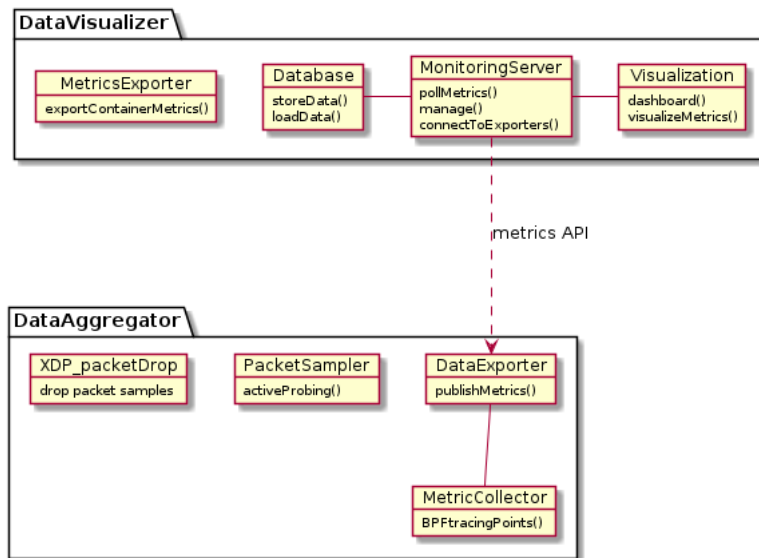 DataVisualizer
MetricsExporter
exportContainerMetrics()
Database
storeData()
loadData()
MonitoringServer
pollMetrics()
manage()
connectToExporters()
Visualization
dashboard()
visualizeMetrics()
metrics API
DataAggregator
XDP_packetDrop
drop packet samples
PacketSampler
activeProbing()
DataExporter
publishMetrics()
MetricCollector
BPFtracingPoints()